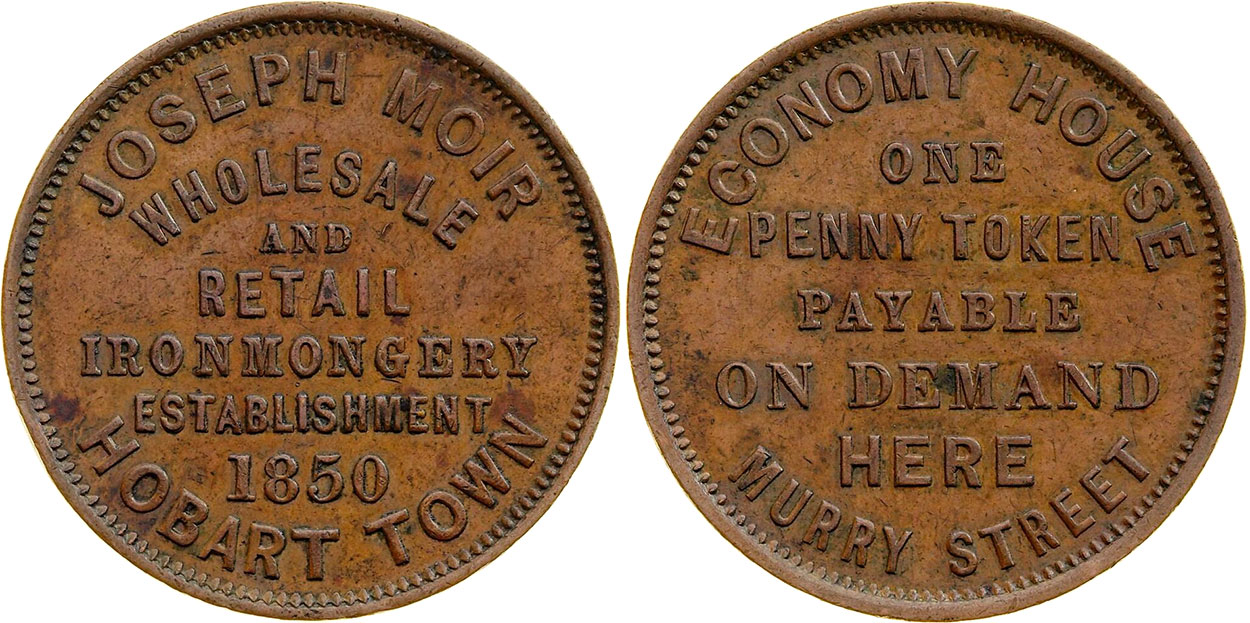 JOSEPH MOIR
WHOLESALE
AND
RETAIL
IRONMONGERY
ESTABLISHMENT
1850
HOBART TOWN
ECONOMY HOUSE
ONE
PENNY TOKEN
PAYABLE
ON DEMAND
HERE
MURRY STREET